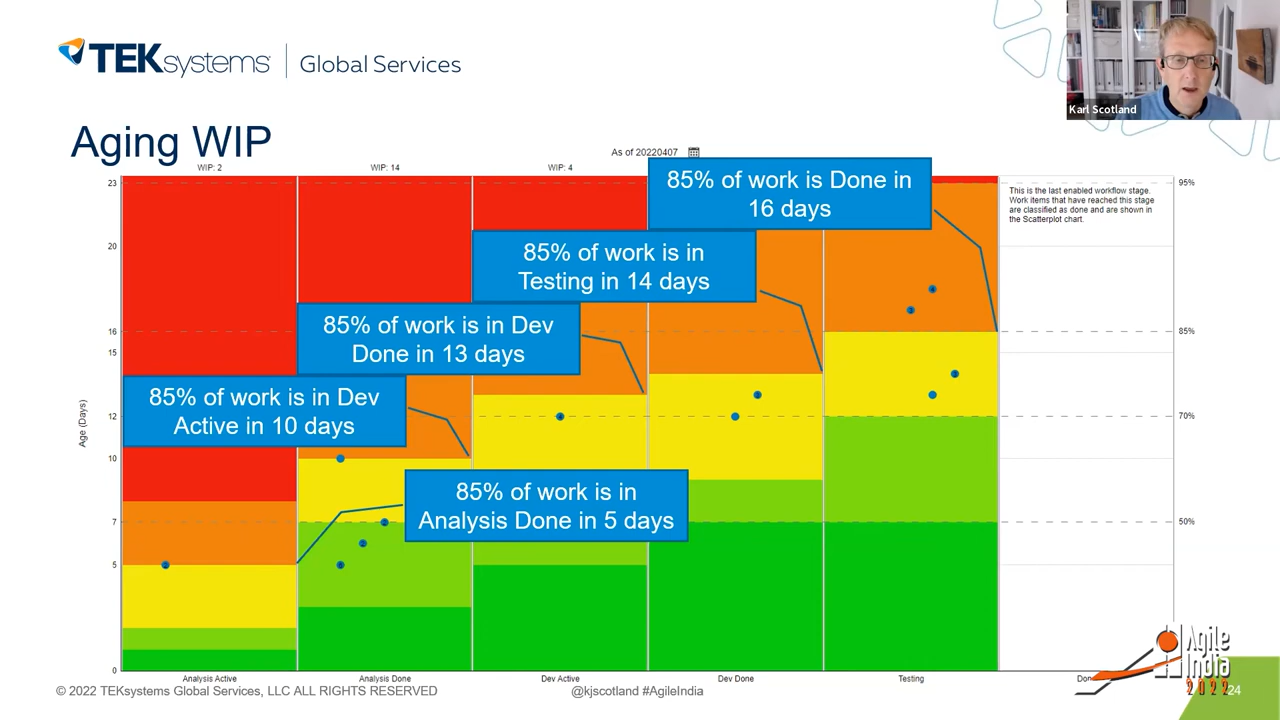 TEKsystems Global Services
Karl Scotland
Aging WIP
As of 20220407
WIP: 2
WIP: 14
WIP: 4
85% of work is Done in
16 days
85% of work is in
Testing in 14 days
85% of work is in Dev
Done in 13 days
85% of work is in Dev
Active in 10 days
85% of work is in
Analysis Done in 5 days
This is the last enabled workflow stage.
Work items that have reached this stage
are classified as done and are shown in
the Scatterplot chart.
Age (Days)
23
20
16
15
12
10
7
5
0
95%
85%
70%
50%
Analysis Active
Analysis Done
Dev Active
Dev Done
Testing
© 2022 TEKsystems Global Services, LLC ALL RIGHTS RESERVED
@kjscotland #AgileIndia
Agile
India
2022
24